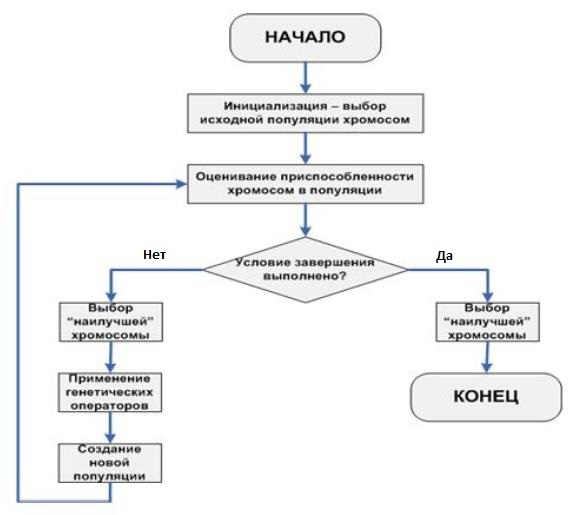 НАЧАЛО
Инициализация – выбор
исходной популяции хромосом
Оценивание приспособленности
хромосом в популяции
Условие завершения
выполнено?
Нет
Да
Выбор
“наилучшей”
хромосомы
Применение
генетических
операторов
Создание
новой
популяции
Выбор
“наилучшей”
хромосомы
КОНЕЦ